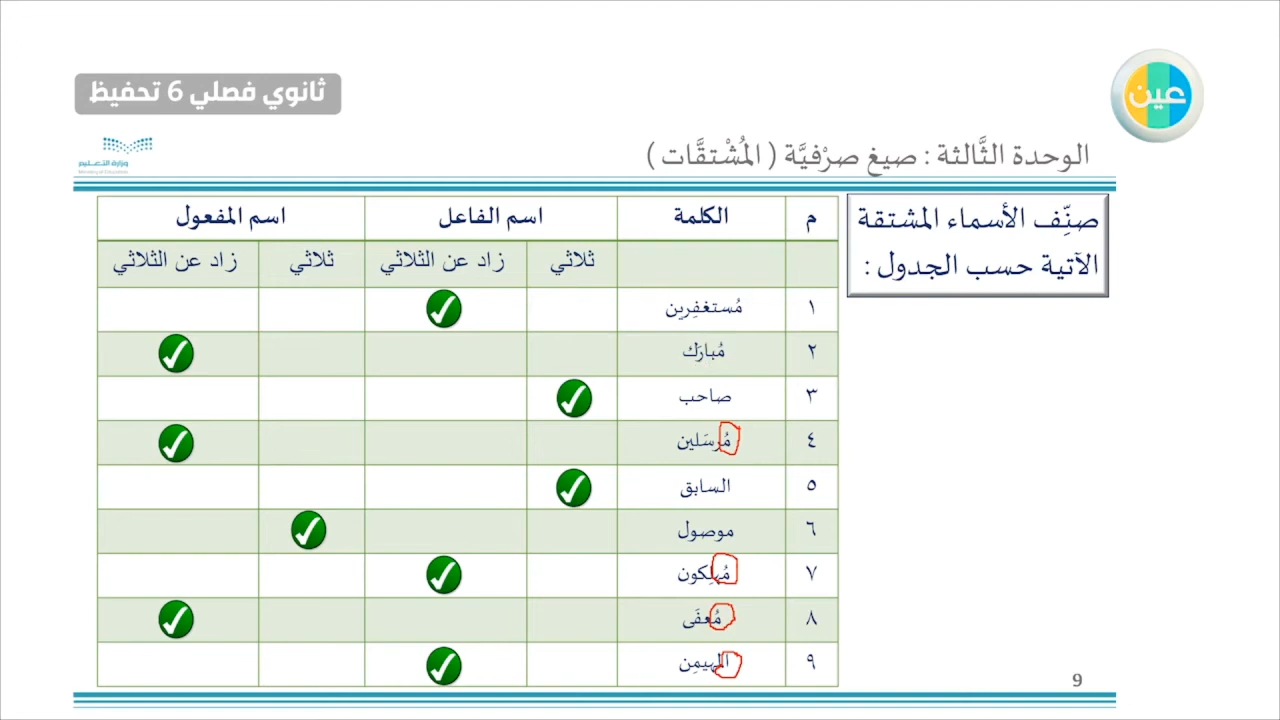 عين
ثانوي فصلي 6 تحفيظ
وزارة التعليم
Ministry of Education
الوحدة الثَّالثة : صيغ صرْفيَّة ( المُشْتقَّات )
صنِّف الأسماء المشتقة
الآتية حسب الجدول :
م الكلمة اسم الفاعل اسم المفعول
ثلاثي زاد عن الثلاثي ثلاثي زاد عن الثلاثي
١ مُستغفِرين
٢ مُبارَك
٣ صاحب
٤ مُرسَلين
٥ السابق
٦ موصول
٧ مُهلِكون
٨ مُعفَى
٩ المهيمِن
9